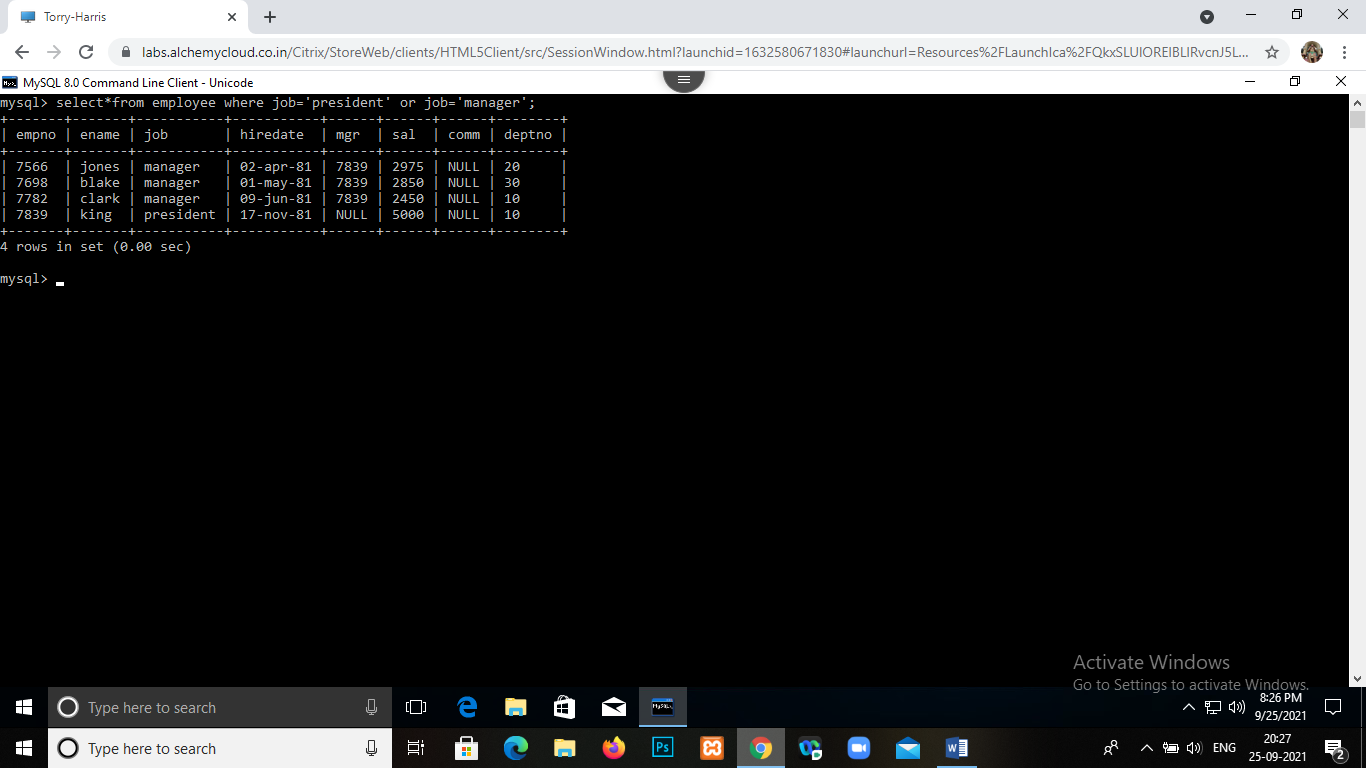 Torry-Harris
labs.alchemycloud.co.in/Citrix/StoreWeb/clients/HTML5Client/src/SessionWindow.html?launchid=1632580671830#launchurl=Resources%2FLaunchIca%2FQkxSLUlORElBLlRvcnJ5L...
MySQL 8.0 Command Line Client - Unicode
mysql> select*from employee where job='president' or job='manager';
+-------+-------+-----------+-----------+------+------+------+--------+
| empno | ename | job       | hiredate  | mgr  | sal  | comm | deptno |
+-------+-------+-----------+-----------+------+------+------+--------+
| 7566  | jones | manager   | 02-apr-81 | 7839 | 2975 | NULL | 20     |
| 7698  | blake | manager   | 01-may-81 | 7839 | 2850 | NULL | 30     |
| 7782  | clark | manager   | 09-jun-81 | 7839 | 2450 | NULL | 10     |
| 7839  | king  | president | 17-nov-81 | NULL | 5000 | NULL | 10     |
+-------+-------+-----------+-----------+------+------+------+--------+
4 rows in set (0.00 sec)
mysql>
Activate Windows
Go to Settings to activate Windows.
Type here to search
MySQL
8:26 PM
9/25/2021
Type here to search
Ps
W
ENG
20:27
25-09-2021
2